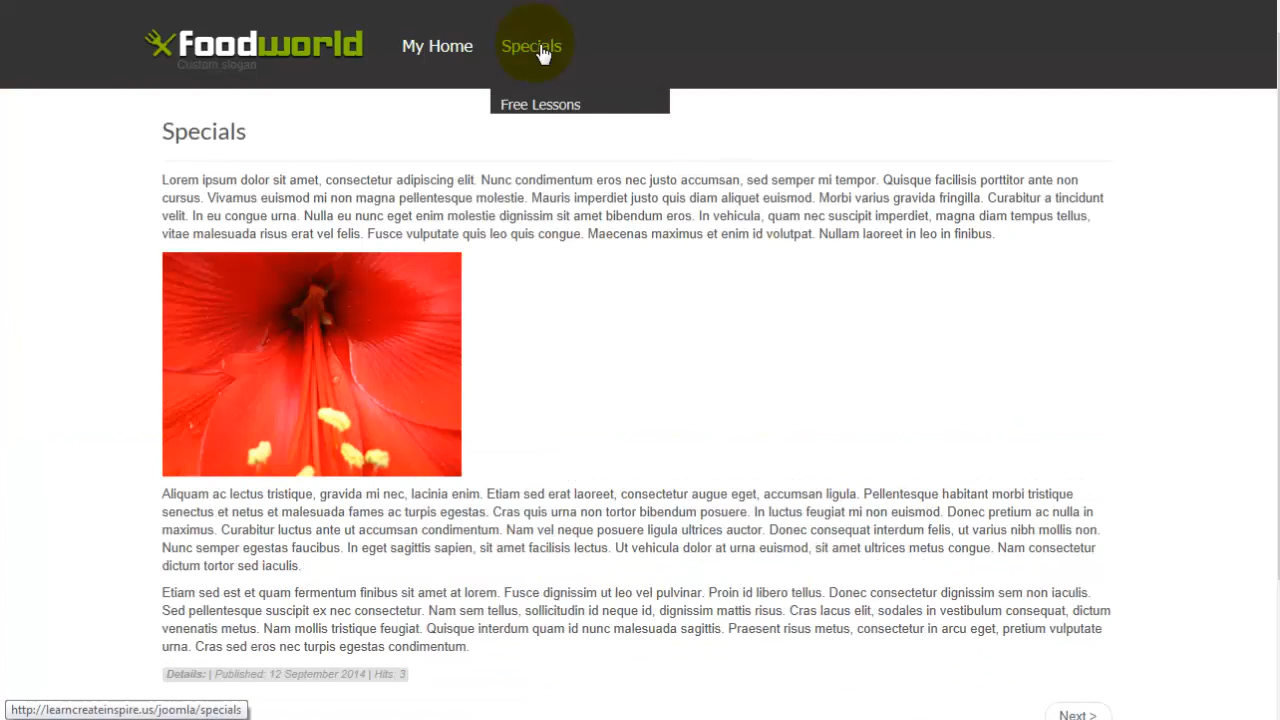 foodworld
Custom slogan
My Home
Specials
Free Lessons
Specials
Lorem ipsum dolor sit amet, consectetur adipiscing elit. Nunc condimentum eros nec justo accumsan, sed semper mi tempor. Quisque facilisis porttitor ante non
cursus. Vivamus euismod mi non magna pellentesque molestie. Mauris imperdiet justo quis diam aliquet euismod. Morbi varius gravida fringilla. Curabitur a tincidunt
velit. In eu congue urna. Nulla eu nunc eget enim molestie dignissim sit amet bibendum eros. In vehicula, quam nec suscipit imperdiet, magna diam tempus tellus,
vitae malesuada risus erat vel felis. Fusce vulputate quis leo quis congue. Maecenas maximus et enim id volutpat. Nullam laoreet in leo in finibus.
Aliquam ac lectus tristique, gravida mi nec, lacinia enim. Etiam sed erat laoreet, consectetur augue eget, accumsan ligula. Pellentesque habitant morbi tristique
senectus et netus et malesuada fames ac turpis egestas. Cras quis urna non tortor bibendum posuere. In luctus feugiat mi non euismod. Donec pretium ac nulla in
maximus. Curabitur luctus ante ut accumsan condimentum. Nam vel neque posuere ligula ultrices auctor. Donec consequat interdum felis, ut varius nibh mollis non.
Nunc semper egestas faucibus. In eget sagittis sapien, sit amet facilisis lectus. Ut vehicula dolor at urna euismod, sit amet ultrices metus congue. Nam consectetur
dictum tortor sed iaculis.
Etiam sed est et quam fermentum finibus sit amet at lorem. Fusce dignissim ut leo vel pulvinar. Proin id libero tellus. Donec consectetur dignissim sem non iaculis.
Sed pellentesque suscipit ex nec consectetur. Nam sem tellus, sollicitudin id neque id, dignissim mattis risus. Cras lacus elit, sodales in vestibulum consequat, dictum
venenatis metus. Nam mollis tristique feugiat. Quisque interdum quam id nunc malesuada sagittis. Praesent risus metus, consectetur in arcu eget, pretium vulputate
urna. Cras sed eros nec turpis egestas condimentum.
Details: | Published: 12 September 2014 | Hits: 3
http://learncreateinspire.us/joomla/specials
Next >